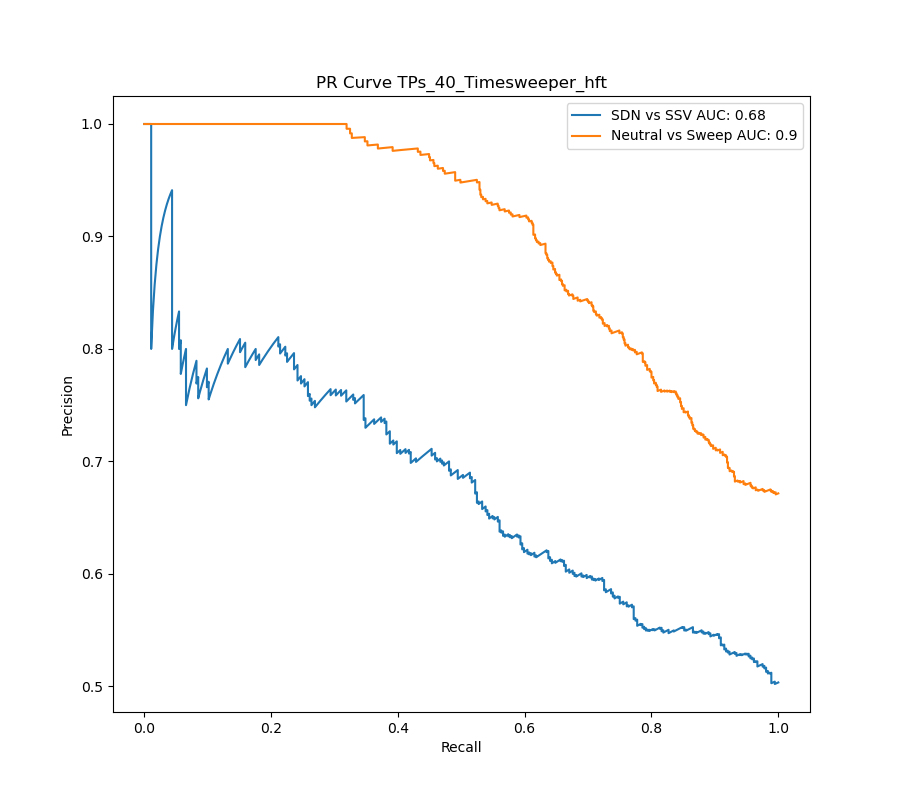 PR Curve TPs_40_Timesweeper_hft
SDN vs SSV AUC: 0.68
Neutral vs Sweep AUC: 0.9
1.0
0.9
0.8
0.7
0.6
0.5
Precision
0.0 0.2 0.4 0.6 0.8 1.0
Recall